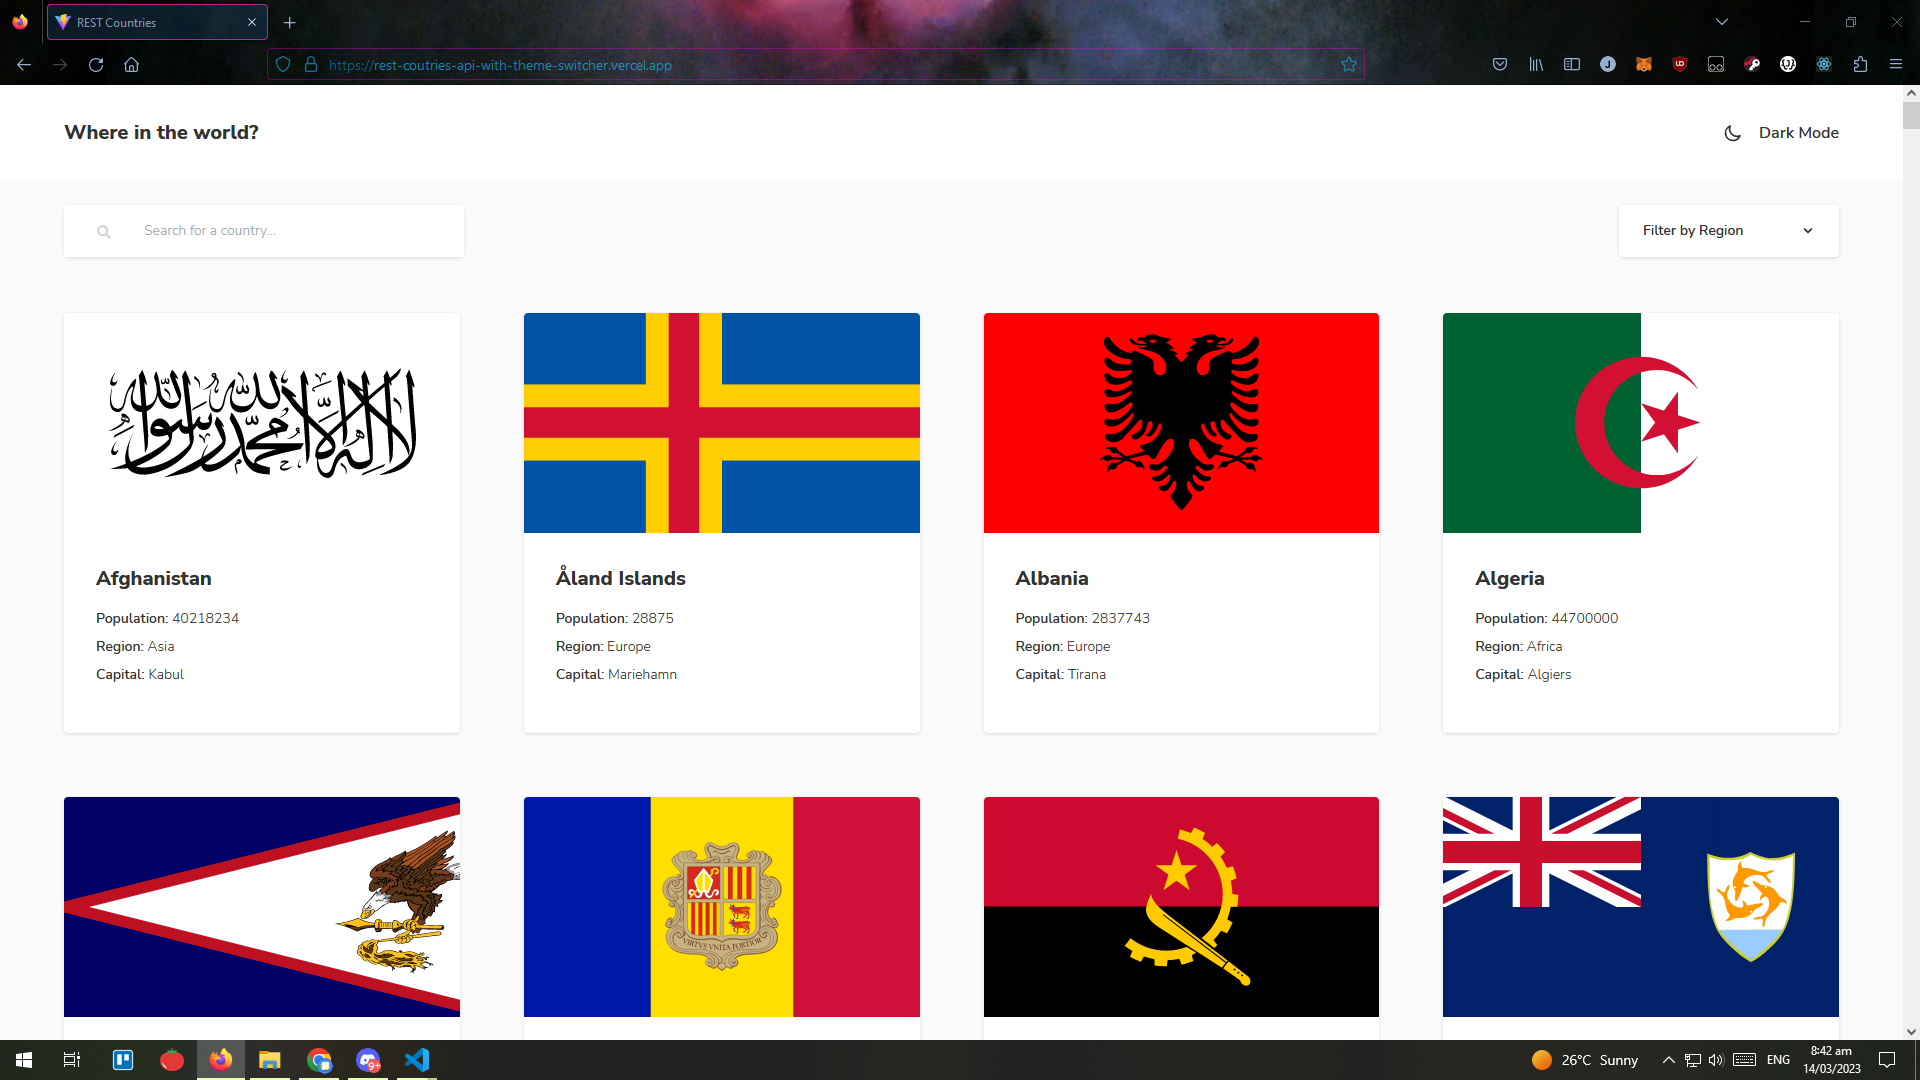 REST Countries
https://rest-coutries-api-with-theme-switcher.vercel.app
Where in the world?
Dark Mode
Search for a country...
Filter by Region
لا اله الا الله محمد رسول الله
Afghanistan
Population: 40218234
Region: Asia
Capital: Kabul
Åland Islands
Population: 28875
Region: Europe
Capital: Mariehamn
Albania
Population: 2837743
Region: Europe
Capital: Tirana
Algeria
Population: 44700000
Region: Africa
Capital: Algiers
VIRTVS VNITA FORTIOR
9+
26°C Sunny
ENG
8:42 am
14/03/2023